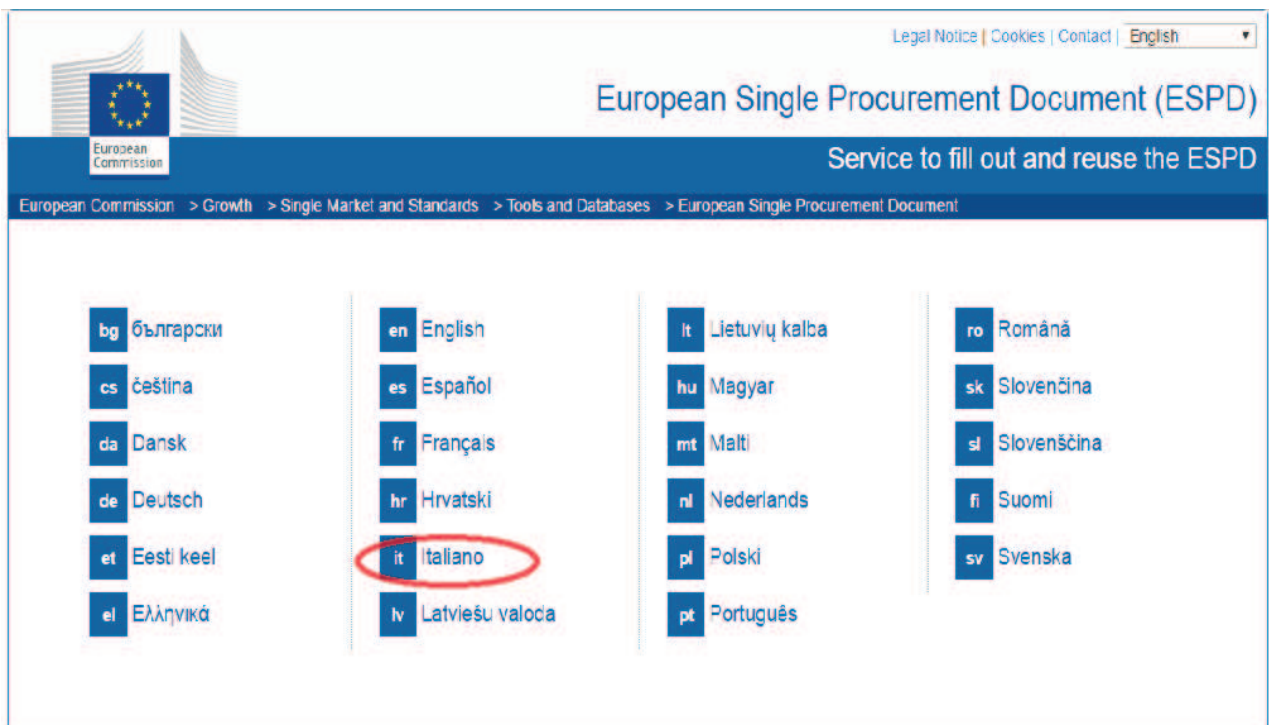 Legal Notice | Cookies | Contact | English
European Single Procurement Document (ESPD)
European
Commission
Service to fill out and reuse the ESPD
European Commission > Growth > Single Market and Standards > Tools and Databases > European Single Procurement Document
bg български
cs čeština
da Dansk
de Deutsch
et Eesti keel
el Ελληνικά
en English
es Español
fr Français
hr Hrvatski
it Italiano
lv Latviešu valoda
lt Lietuvių kalba
hu Magyar
mt Malti
nl Nederlands
pl Polski
pt Português
ro Română
sk Slovenčina
sl Slovenščina
fi Suomi
sv Svenska